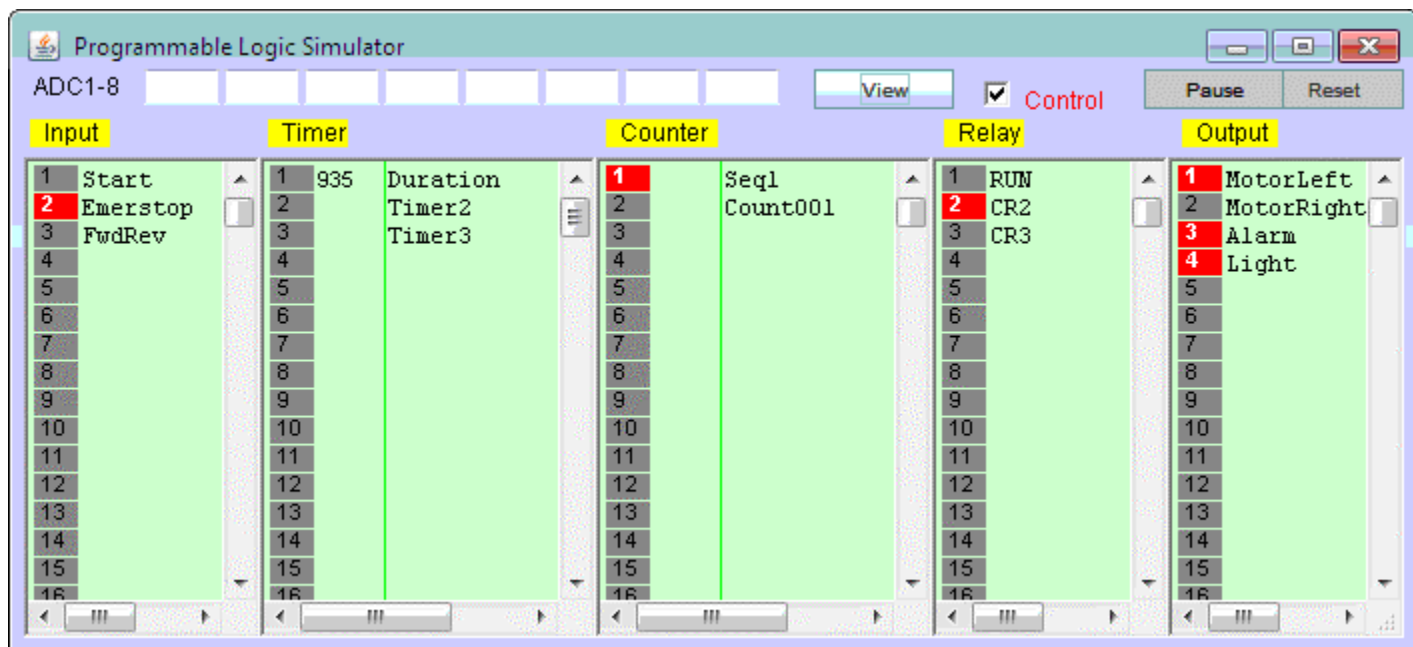 Programmable Logic Simulator
ADC1-8 View Control Pause Reset
Input Timer Counter Relay Output
1 Start 1 935 Duration 1 Seq1 1 RUN 1 MotorLeft
2 Emerstop 2 Timer2 2 Count001 2 CR2 2 MotorRight
3 FwdRev 3 Timer3 3 3 CR3 3 Alarm
4 4 4 4 4 Light
5 5 5 5 5
6 6 6 6 6
7 7 7 7 7
8 8 8 8 8
9 9 9 9 9
10 10 10 10 10
11 11 11 11 11
12 12 12 12 12
13 13 13 13 13
14 14 14 14 14
15 15 15 15 15
16 16 16 16 16